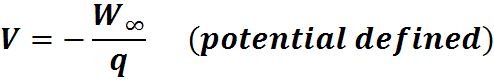 V = − W∞ / q (potential defined)